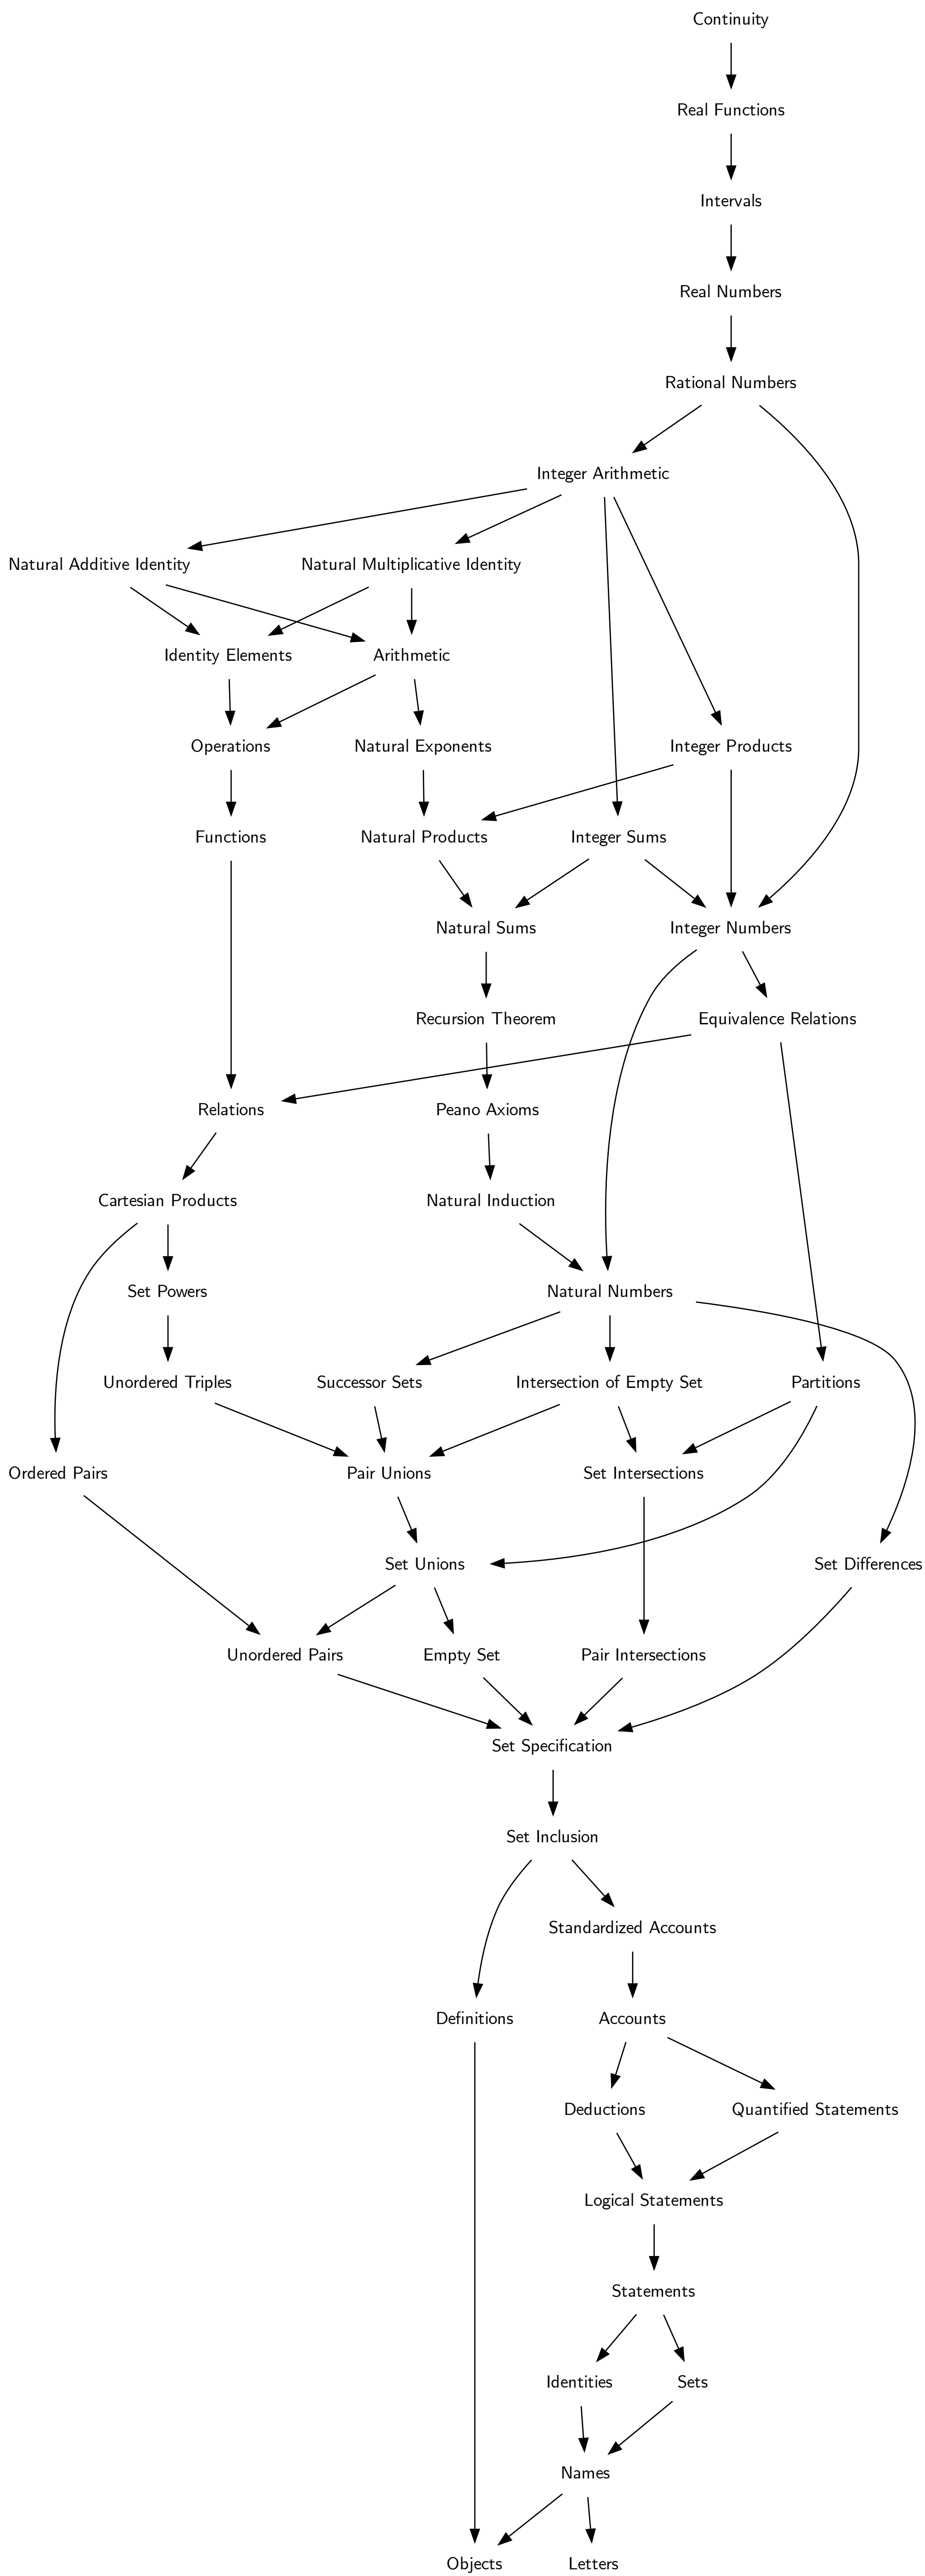 Continuity
Real Functions
Intervals
Real Numbers
Rational Numbers
Integer Arithmetic
Natural Additive Identity
Natural Multiplicative Identity
Identity Elements
Arithmetic
Operations
Natural Exponents
Integer Products
Functions
Natural Products
Integer Sums
Natural Sums
Integer Numbers
Recursion Theorem
Equivalence Relations
Relations
Peano Axioms
Cartesian Products
Natural Induction
Set Powers
Natural Numbers
Unordered Triples
Successor Sets
Intersection of Empty Set
Partitions
Ordered Pairs
Pair Unions
Set Intersections
Set Unions
Set Differences
Unordered Pairs
Empty Set
Pair Intersections
Set Specification
Set Inclusion
Standardized Accounts
Definitions
Accounts
Deductions
Quantified Statements
Logical Statements
Statements
Identities
Sets
Names
Objects
Letters